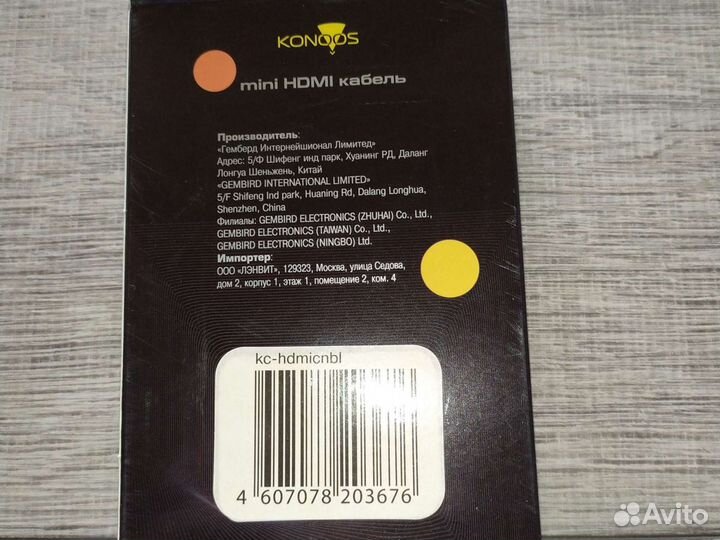 KONOOS
mini HDMI кабель
Производитель:
«Гемберд Интернейшионал Лимитед»
Адрес: 5/Ф Шифенг инд парк, Хуанинг РД, Даланг
Лонгуа Шеньжень, Китай
«GEMBIRD INTERNATIONAL LIMITED»
5/F Shifeng Ind park, Huaning Rd, Dalang Longhua,
Shenzhen, China
Филиалы: GEMBIRD ELECTRONICS (ZHUHAI) Co., Ltd.,
GEMBIRD ELECTRONICS (TAIWAN) Co., Ltd.,
GEMBIRD ELECTRONICS (NINGBO) Ltd.
Импортер:
ООО «ЛЭНВИТ», 129323, Москва, улица Седова,
дом 2, корпус 1, этаж 1, помещение 2, ком. 4
kc-hdmicnbl
4 607078 203676
Avito